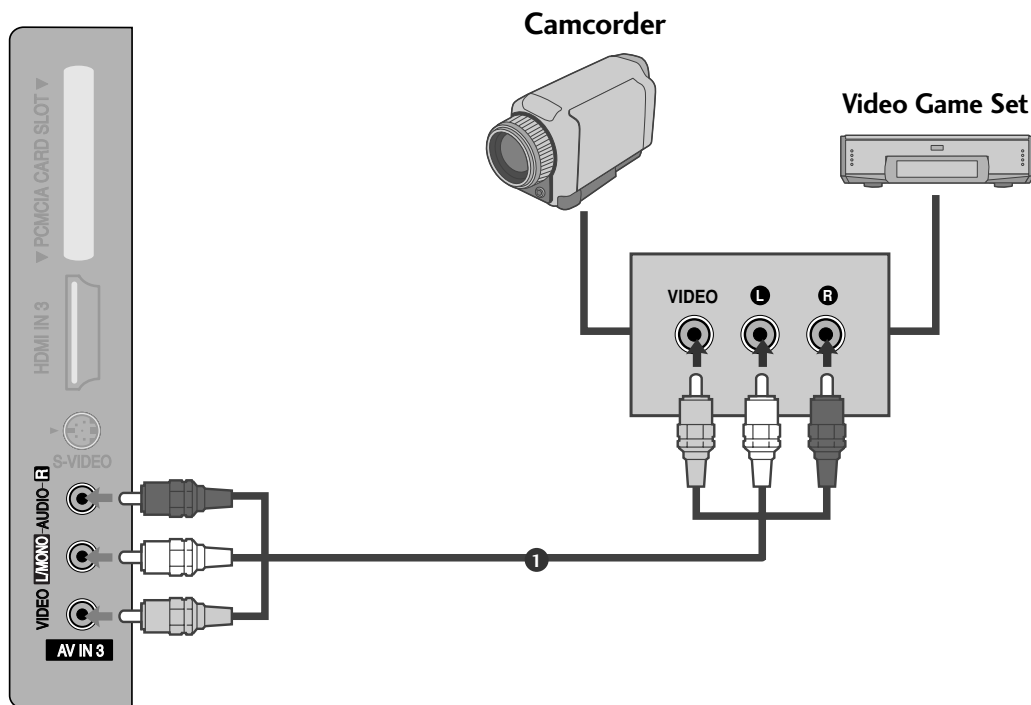 Camcorder
Video Game Set
▼ PCMCIA CARD SLOT ▼
HDMI IN 3
S-VIDEO
VIDEO L/MONO-AUDIO-R
AV IN 3
VIDEO L R
1